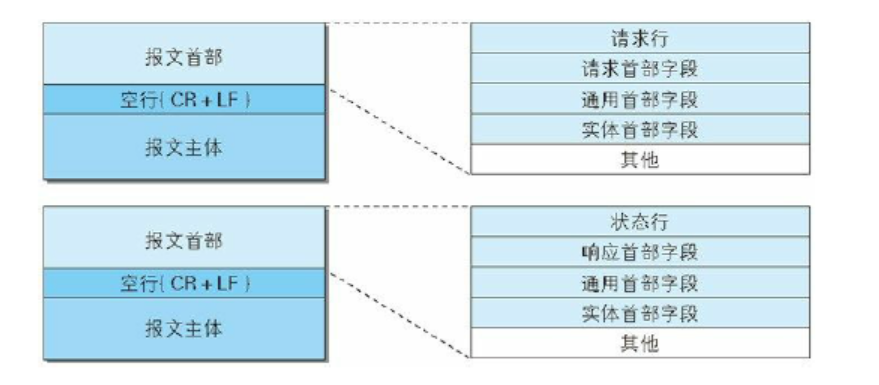 报文首部
空行(CR+LF)
报文主体
请求行
请求首部字段
通用首部字段
实体首部字段
其他
报文首部
空行(CR+LF)
报文主体
状态行
响应首部字段
通用首部字段
实体首部字段
其他